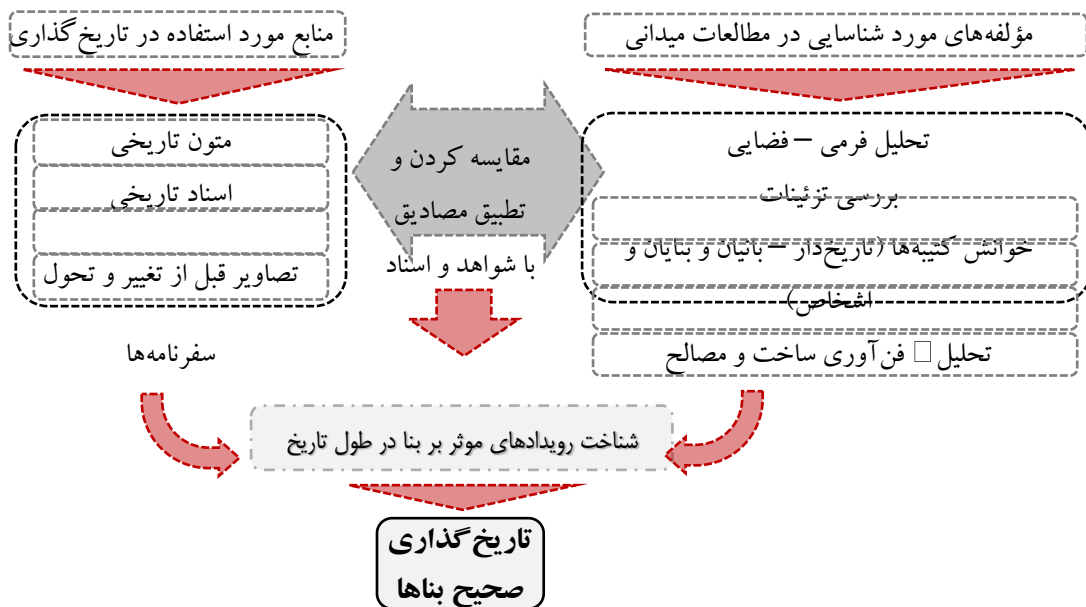 مؤلفه‌های مورد شناسایی در مطالعات میدانی
منابع مورد استفاده در تاریخ‌گذاری
تحلیل فرمی – فضایی
بررسی تزئینات
خوانش کتیبه‌ها (تاریخ‌دار – بانیان و بنایان و
اشخاص)
تحلیل □ فن‌آوری ساخت و مصالح
مقایسه کردن و
تطبیق مصادیق
با شواهد و اسناد
متون تاریخی
اسناد تاریخی
تصاویر قبل از تغییر و تحول
سفرنامه‌ها
شناخت رویدادهای موثر بر بنا در طول تاریخ
تاریخ‌گذاری
صحیح بناها